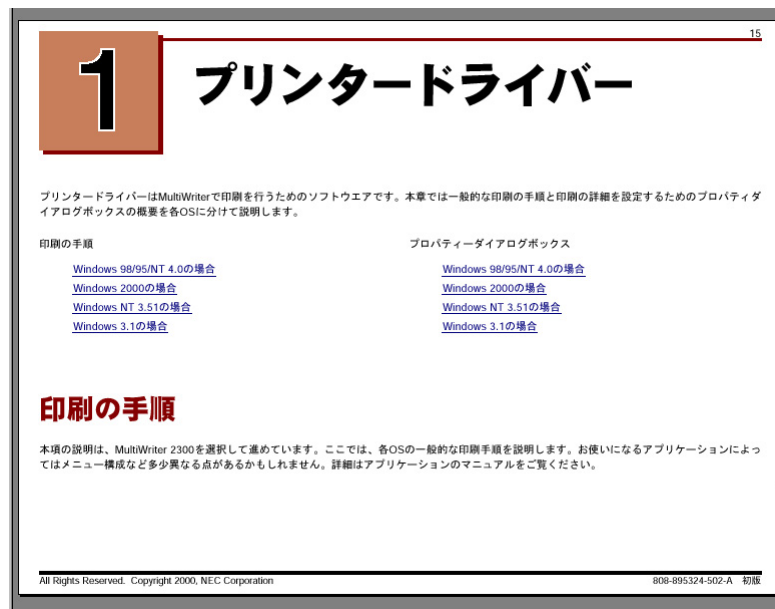 15
1
プリンタードライバー
プリンタードライバーはMultiWriterで印刷を行うためのソフトウエアです。本章では一般的な印刷の手順と印刷の詳細を設定するためのプロパティダ
イアログボックスの概要を各OSに分けて説明します。
印刷の手順
Windows 98/95/NT 4.0の場合
Windows 2000の場合
Windows NT 3.51の場合
Windows 3.1の場合
プロパティーダイアログボックス
Windows 98/95/NT 4.0の場合
Windows 2000の場合
Windows NT 3.51の場合
Windows 3.1の場合
印刷の手順
本項の説明は、MultiWriter 2300を選択して進めています。ここでは、各OSの一般的な印刷手順を説明します。お使いになるアプリケーションによっ
てはメニュー構成など多少異なる点があるかもしれません。詳細はアプリケーションのマニュアルをご覧ください。
All Rights Reserved. Copyright 2000, NEC Corporation
808-895324-502-A 初版